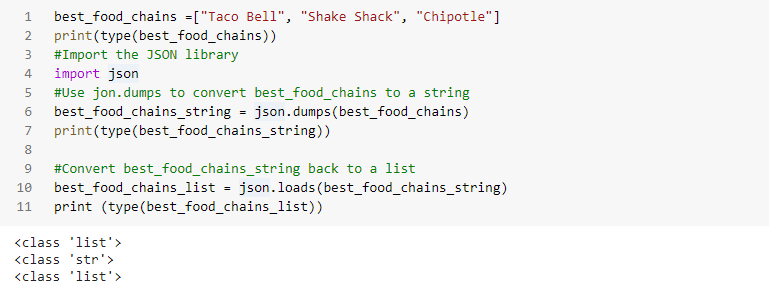 1 best_food_chains =["Taco Bell", "Shake Shack", "Chipotle"]
2 print(type(best_food_chains))
3 #Import the JSON library
4 import json
5 #Use jon.dumps to convert best_food_chains to a string
6 best_food_chains_string = json.dumps(best_food_chains)
7 print(type(best_food_chains_string))
8
9 #Convert best_food_chains_string back to a list
10 best_food_chains_list = json.loads(best_food_chains_string)
11 print (type(best_food_chains_list))
<class 'list'>
<class 'str'>
<class 'list'>